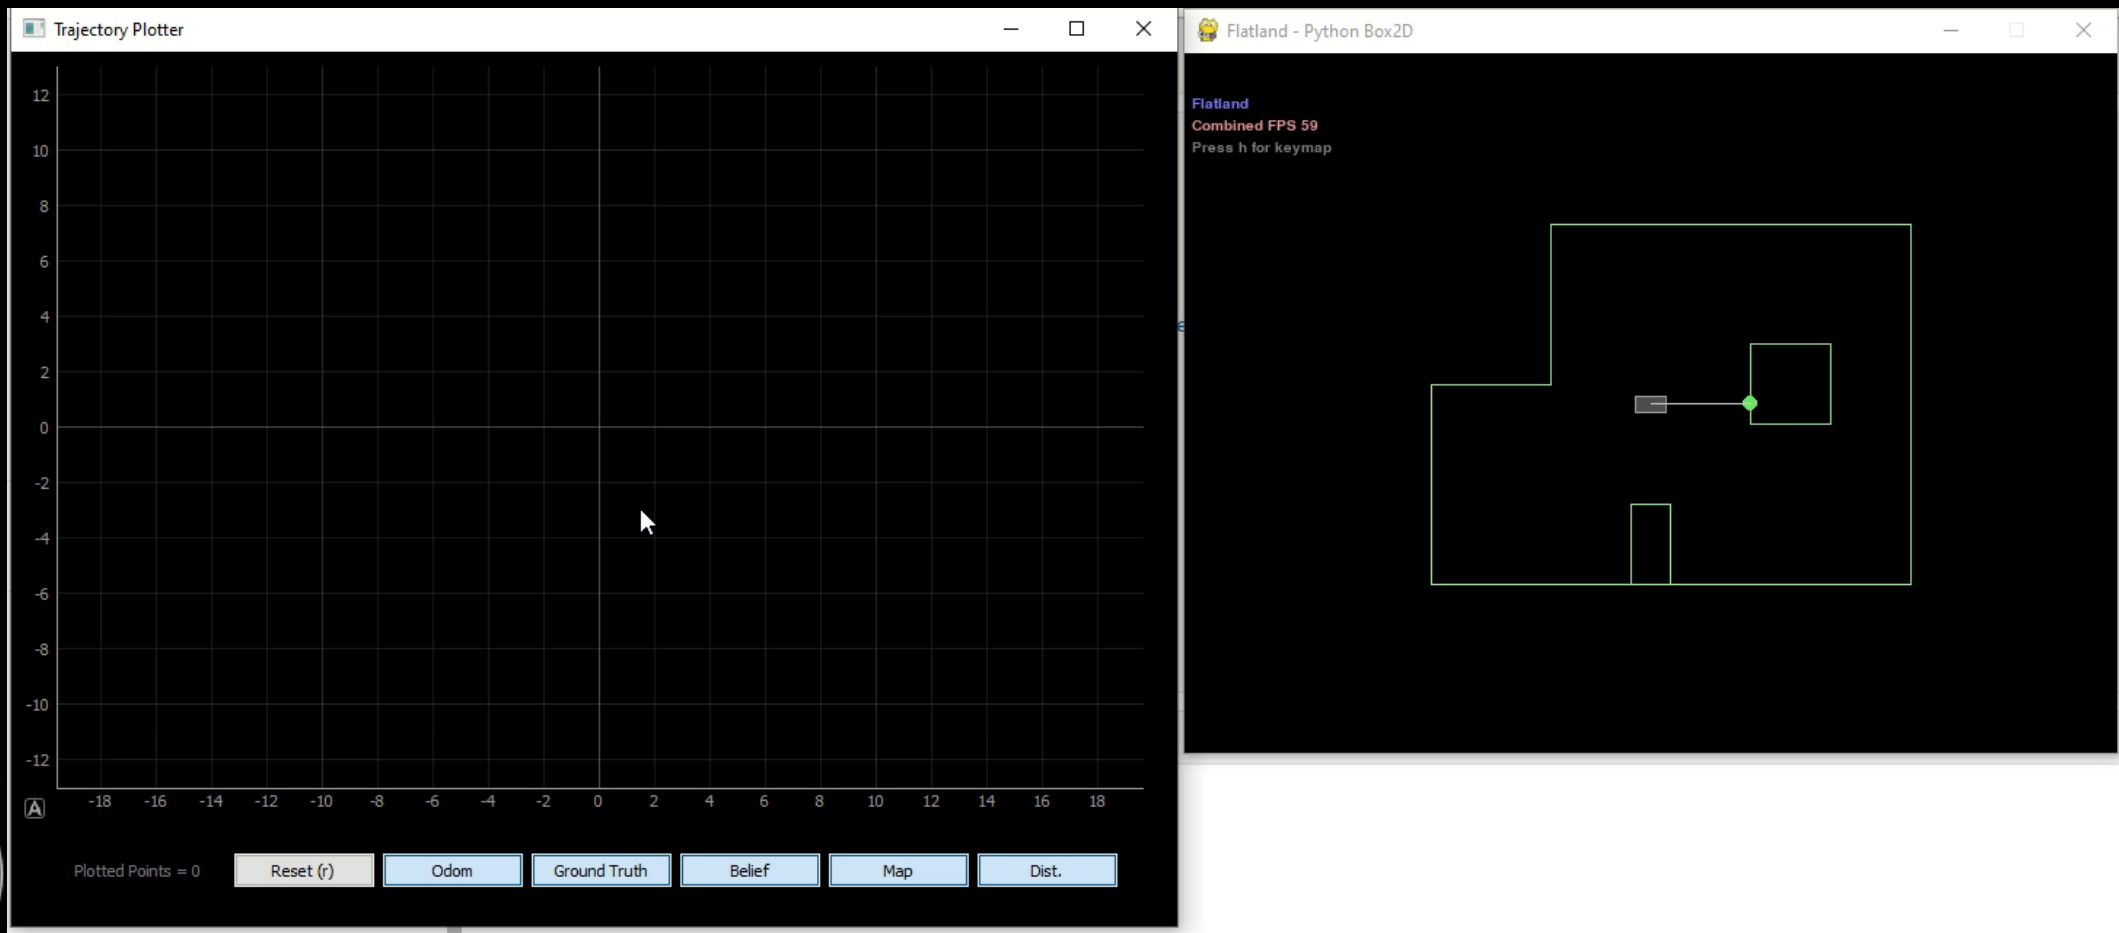 Trajectory Plotter
12
10
8
6
4
2
0
-2
-4
-6
-8
-10
-12
-18 -16 -14 -12 -10 -8 -6 -4 -2 0 2 4 6 8 10 12 14 16 18
A
Plotted Points = 0 Reset (r) Odom Ground Truth Belief Map Dist.
Flatland - Python Box2D
Flatland
Combined FPS 59
Press h for keymap
e